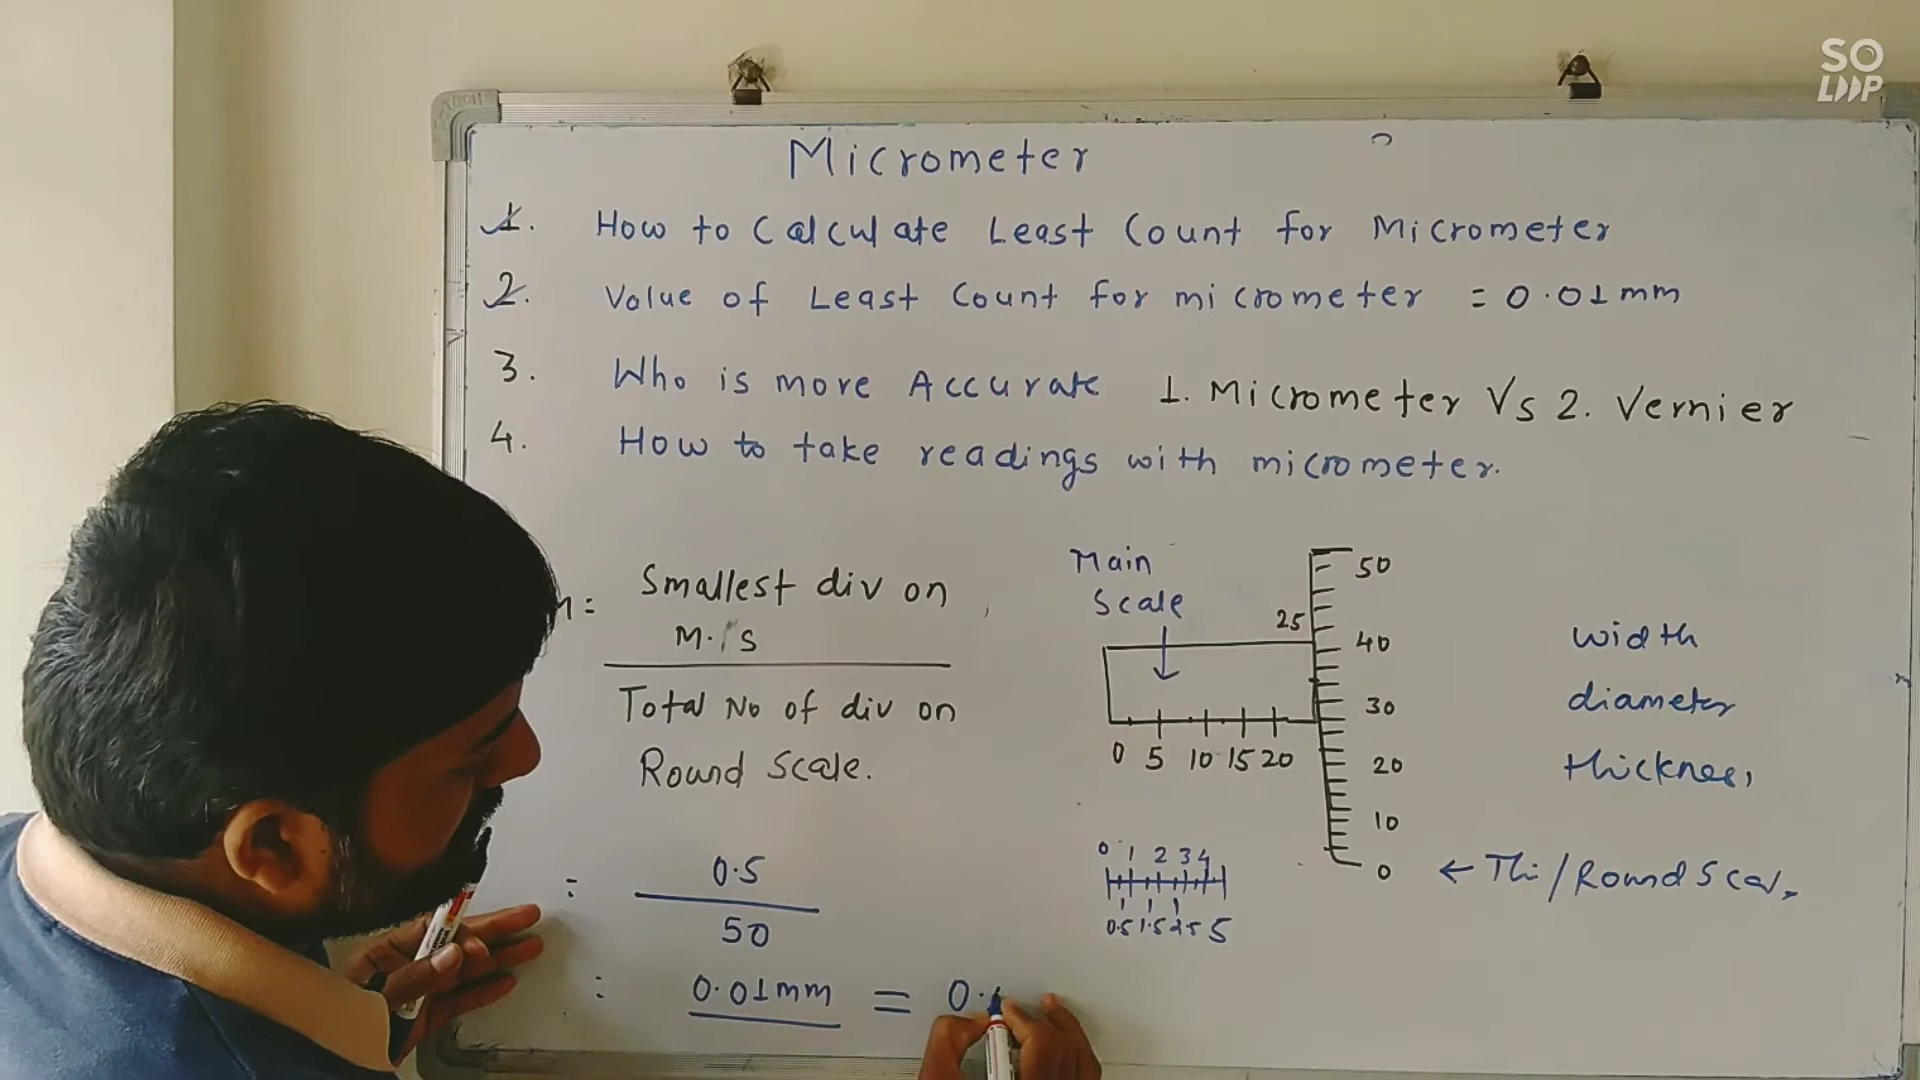 SO
LOOP
Micrometer
1. How to Calculate Least Count for Micrometer
2. Value of Least Count for micrometer = 0.01mm
3. Who is more Accurate 1. Micrometer Vs 2. Vernier
4. How to take readings with micrometer.
Smallest div on
M. S
Total No of div on
Round Scale.
= 0.5
50
: 0.01mm = 0.
Main
Scale
25
0 5 10 15 20
50
40
30
20
10
0 ← Thi/Round Scal
0 1 2 3 4
0.5 1.5 2.5 5
width
diameter
thickness